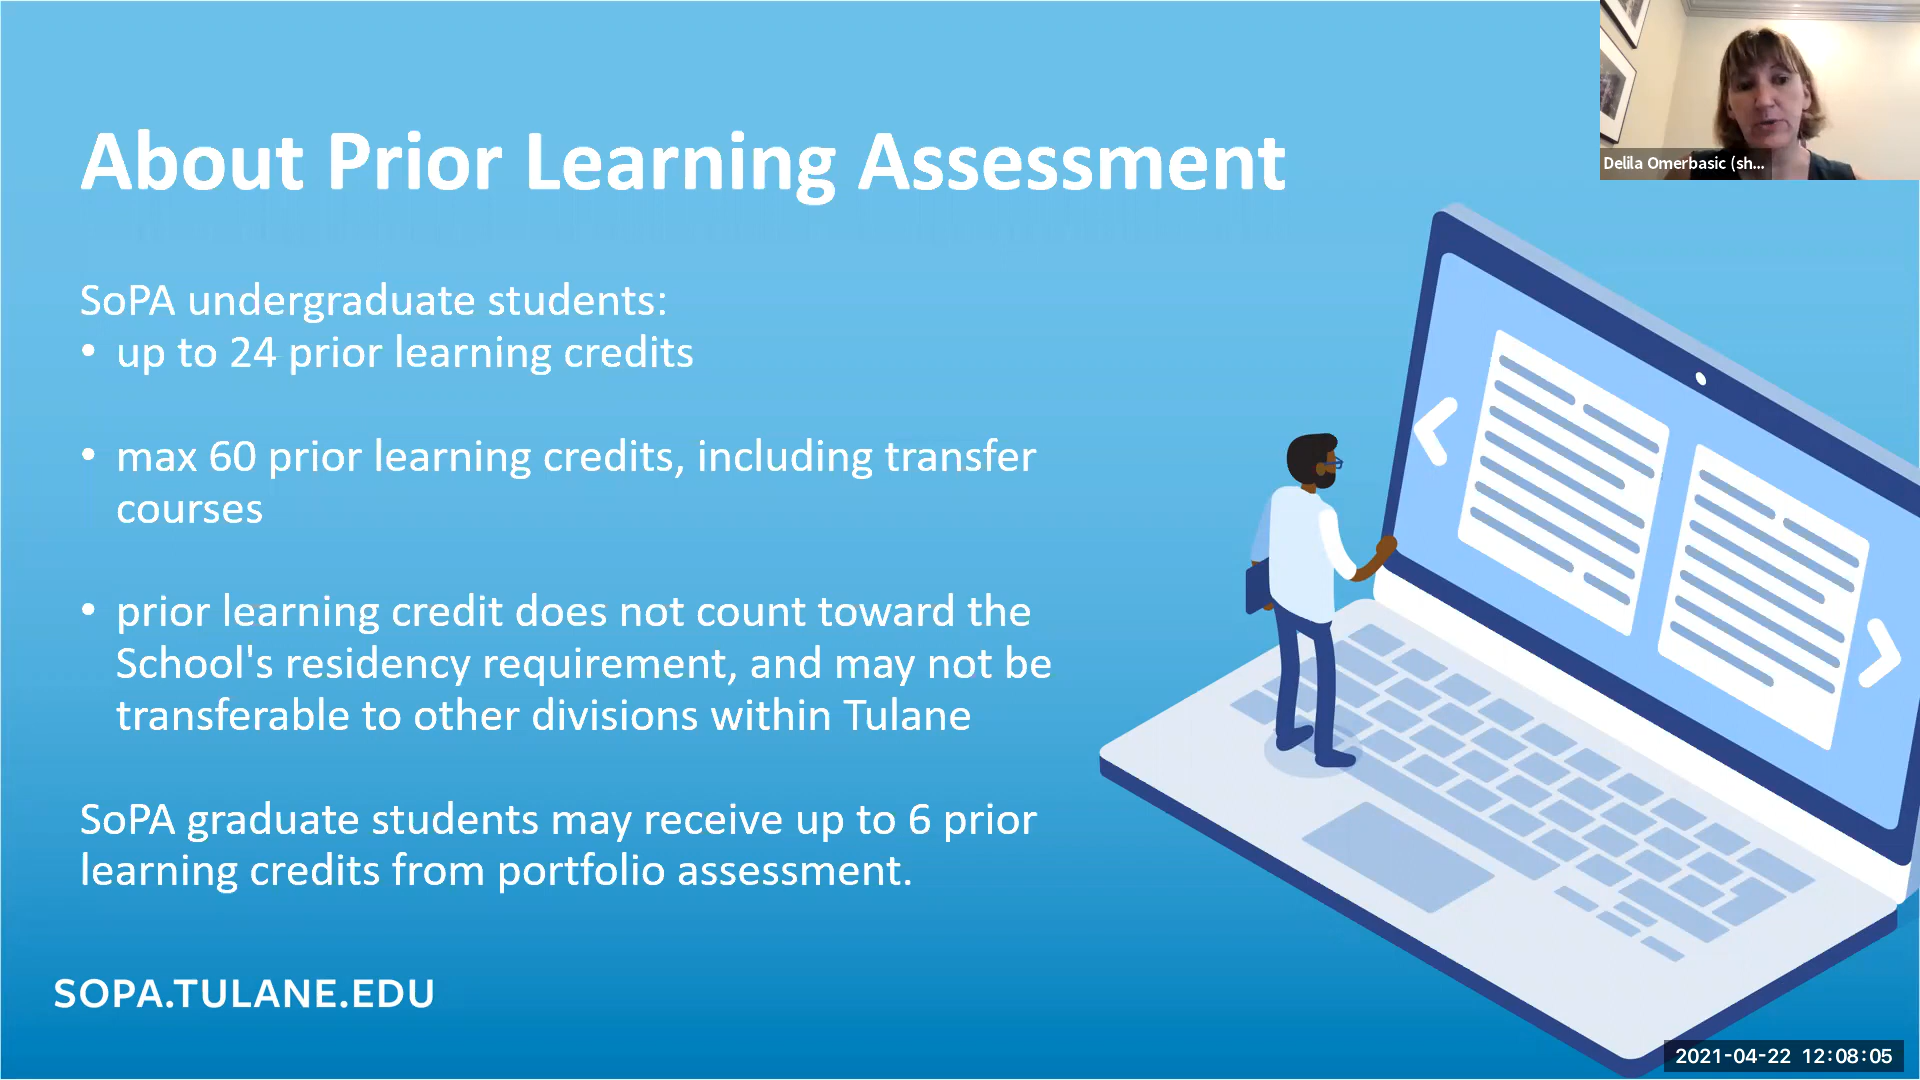 About Prior Learning Assessment
SoPA undergraduate students:
• up to 24 prior learning credits
• max 60 prior learning credits, including transfer
courses
• prior learning credit does not count toward the
School's residency requirement, and may not be
transferable to other divisions within Tulane
SoPA graduate students may receive up to 6 prior
learning credits from portfolio assessment.
SOPA.TULANE.EDU
Delila Omerbasic (sh...
2021-04-22 12:08:05